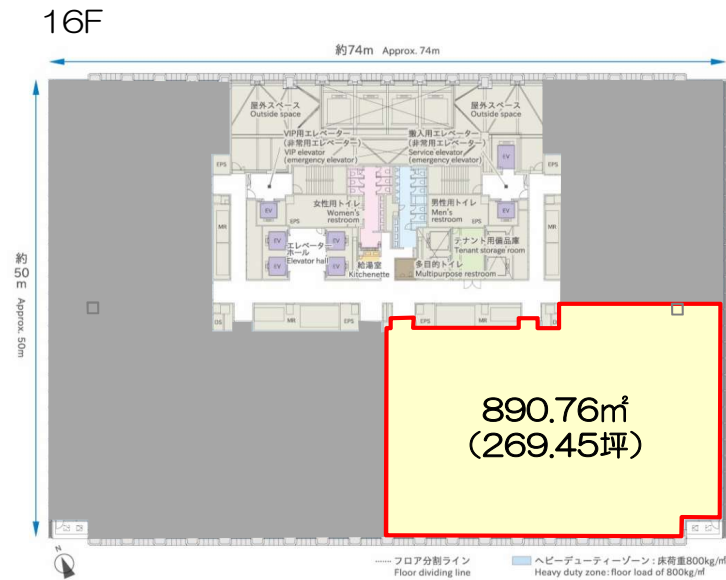 16F
約74m Approx. 74m
約50m Approx. 50m
屋外スペース
Outside space
屋外スペース
Outside space
VIP用エレベーター
(非常用エレベーター)
VIP elevator
(emergency elevator)
搬入用エレベーター
(非常用エレベーター)
Service elevator
(emergency elevator)
EPS
EPS
EV
EV
EV
女性用トイレ
Women's
restroom
男性用トイレ
Men's
restroom
MR
MR
EPS
EPS
EV
EV
EV
EV
エレベーター
ホール
Elevator hall
給湯室
Kitchenette
多目的トイレ
Multipurpose restroom
テナント用備品庫
Tenant storage room
OS
MR
EPS
EPS
MR
OS
890.76㎡
(269.45坪)
N
フロア分割ライン
Floor dividing line
ヘビーデューティーゾーン:床荷重800kg/㎡
Heavy duty zone: floor load of 800kg/㎡